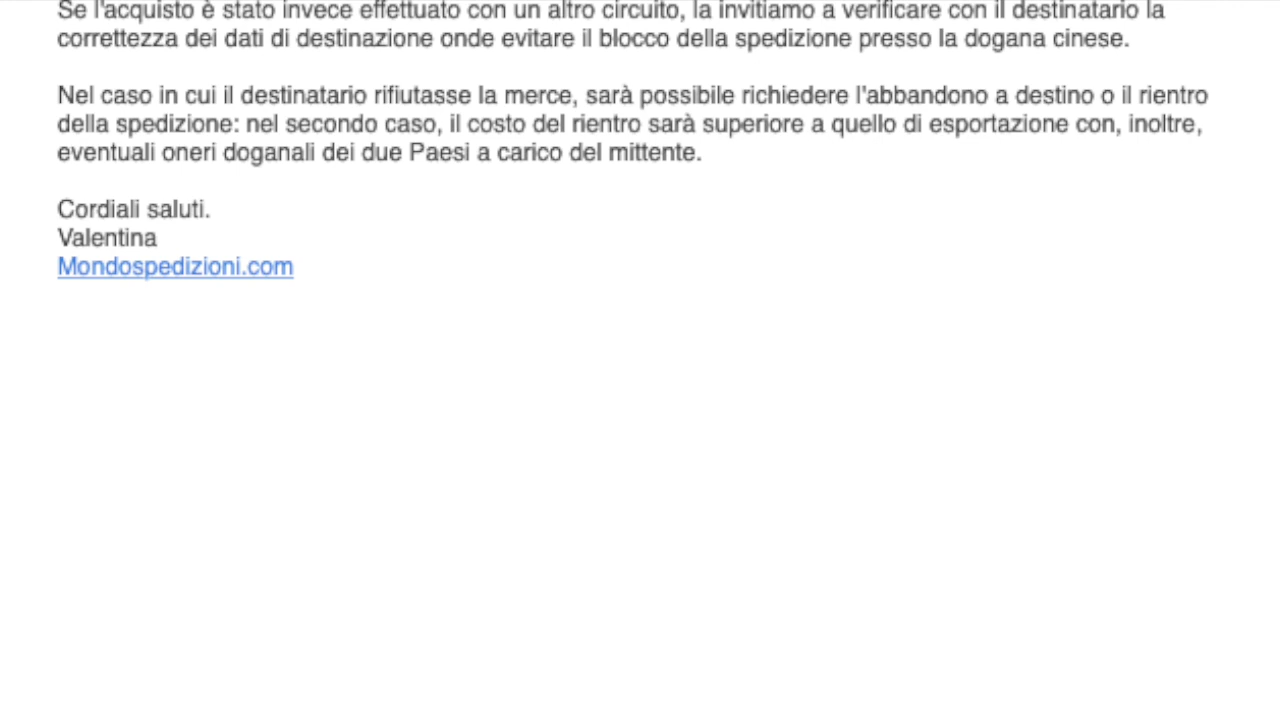 Se l'acquisto è stato invece effettuato con un altro circuito, la invitiamo a verificare con il destinatario la
correttezza dei dati di destinazione onde evitare il blocco della spedizione presso la dogana cinese.
Nel caso in cui il destinatario rifiutasse la merce, sarà possibile richiedere l'abbandono a destino o il rientro
della spedizione: nel secondo caso, il costo del rientro sarà superiore a quello di esportazione con, inoltre,
eventuali oneri doganali dei due Paesi a carico del mittente.
Cordiali saluti.
Valentina
Mondospedizioni.com